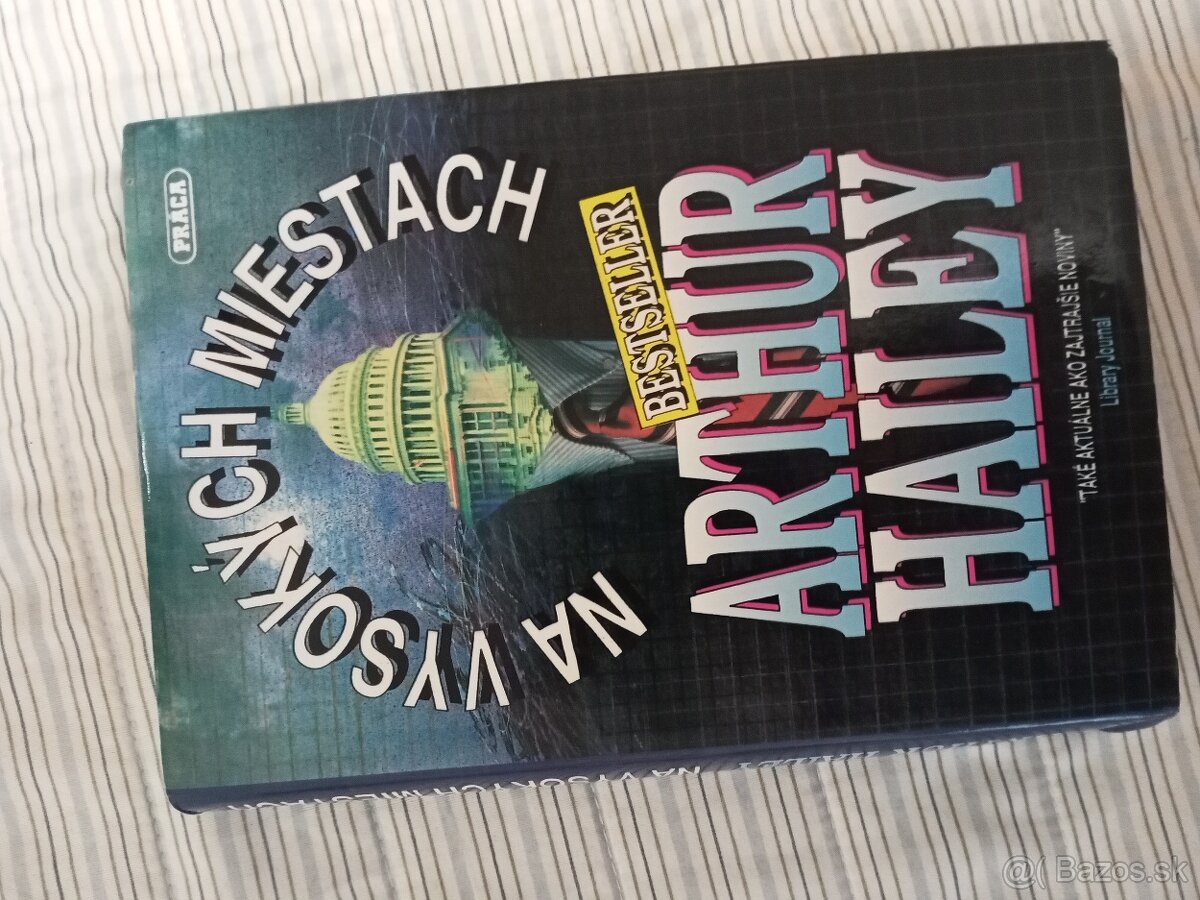 PRÁCA
NA VYSOKÝCH MIESTACH
BESTSELLER
ARTHUR
HAILEY
"TAKÉ AKTUÁLNE AKO ZAJTRAJŠIE NOVINY"
Library Journal
HAILEY NA VYSOKÝCH MIESTACH
@( Bazos.sk